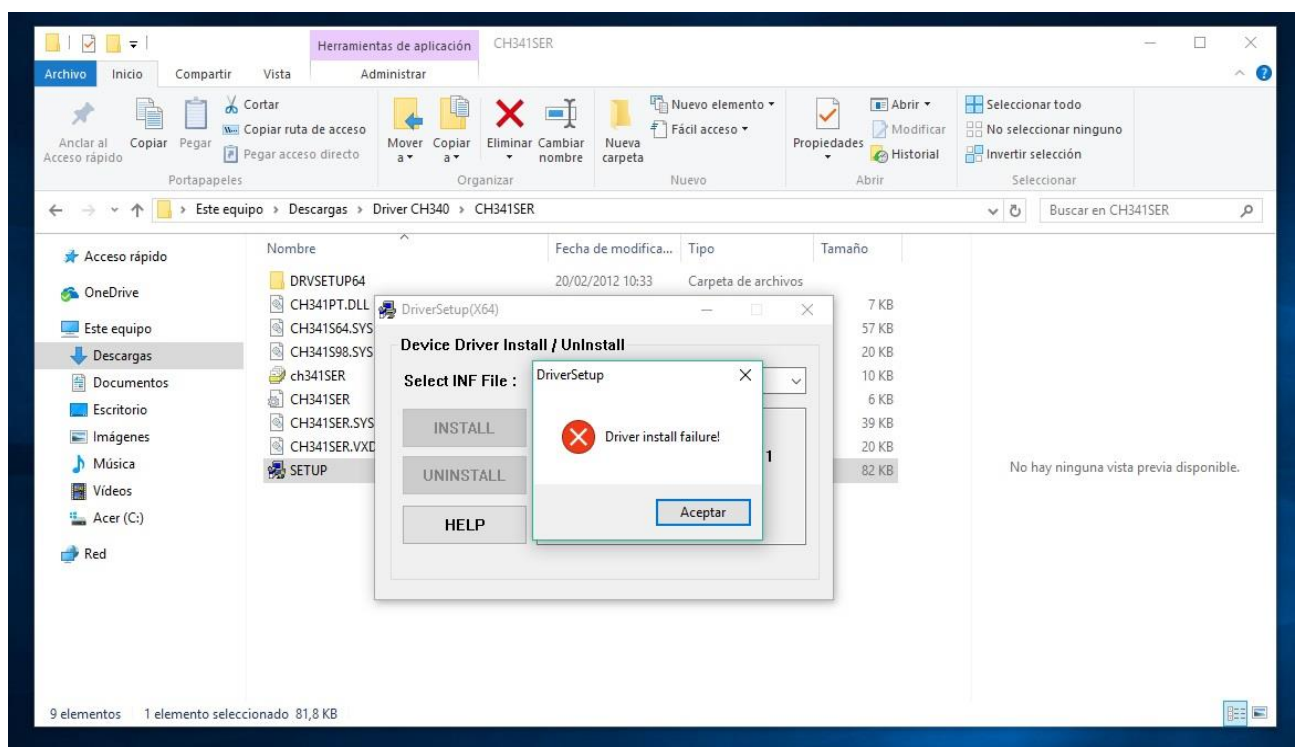 Herramientas de aplicación CH341SER
Archivo Inicio Compartir Vista Administrar
Anclar al Acceso rápido
Copiar
Pegar
Cortar
Copiar ruta de acceso
Pegar acceso directo
Portapapeles
Mover a
Copiar a
Eliminar
Cambiar nombre
Organizar
Nueva carpeta
Nuevo elemento
Fácil acceso
Nuevo
Propiedades
Abrir
Modificar
Historial
Abrir
Seleccionar todo
No seleccionar ninguno
Invertir selección
Seleccionar
Este equipo > Descargas > Driver CH340 > CH341SER
Buscar en CH341SER
Acceso rápido
OneDrive
Este equipo
Descargas
Documentos
Escritorio
Imágenes
Música
Vídeos
Acer (C:)
Red
Nombre Fecha de modifica... Tipo Tamaño
DRVSETUP64 20/02/2012 10:33 Carpeta de archivos
CH341PT.DLL 7 KB
CH341S64.SYS 57 KB
CH341S98.SYS 20 KB
ch341SER 10 KB
CH341SER 6 KB
CH341SER.SYS 39 KB
CH341SER.VXD 20 KB
SETUP 82 KB
DriverSetup(X64)
Device Driver Install / UnInstall
Select INF File :
INSTALL
UNINSTALL
HELP
1
DriverSetup
Driver install failure!
Aceptar
No hay ninguna vista previa disponible.
9 elementos 1 elemento seleccionado 81,8 KB